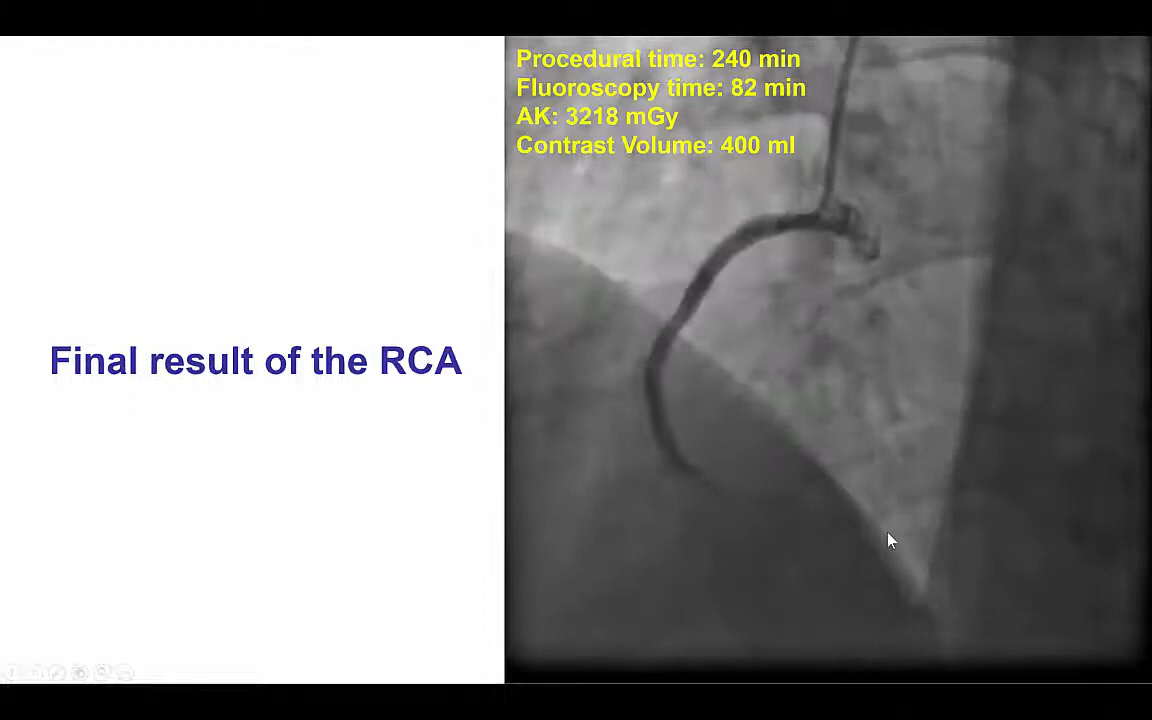 Procedural time: 240 min
Fluoroscopy time: 82 min
AK: 3218 mGy
Contrast Volume: 400 ml
Final result of the RCA